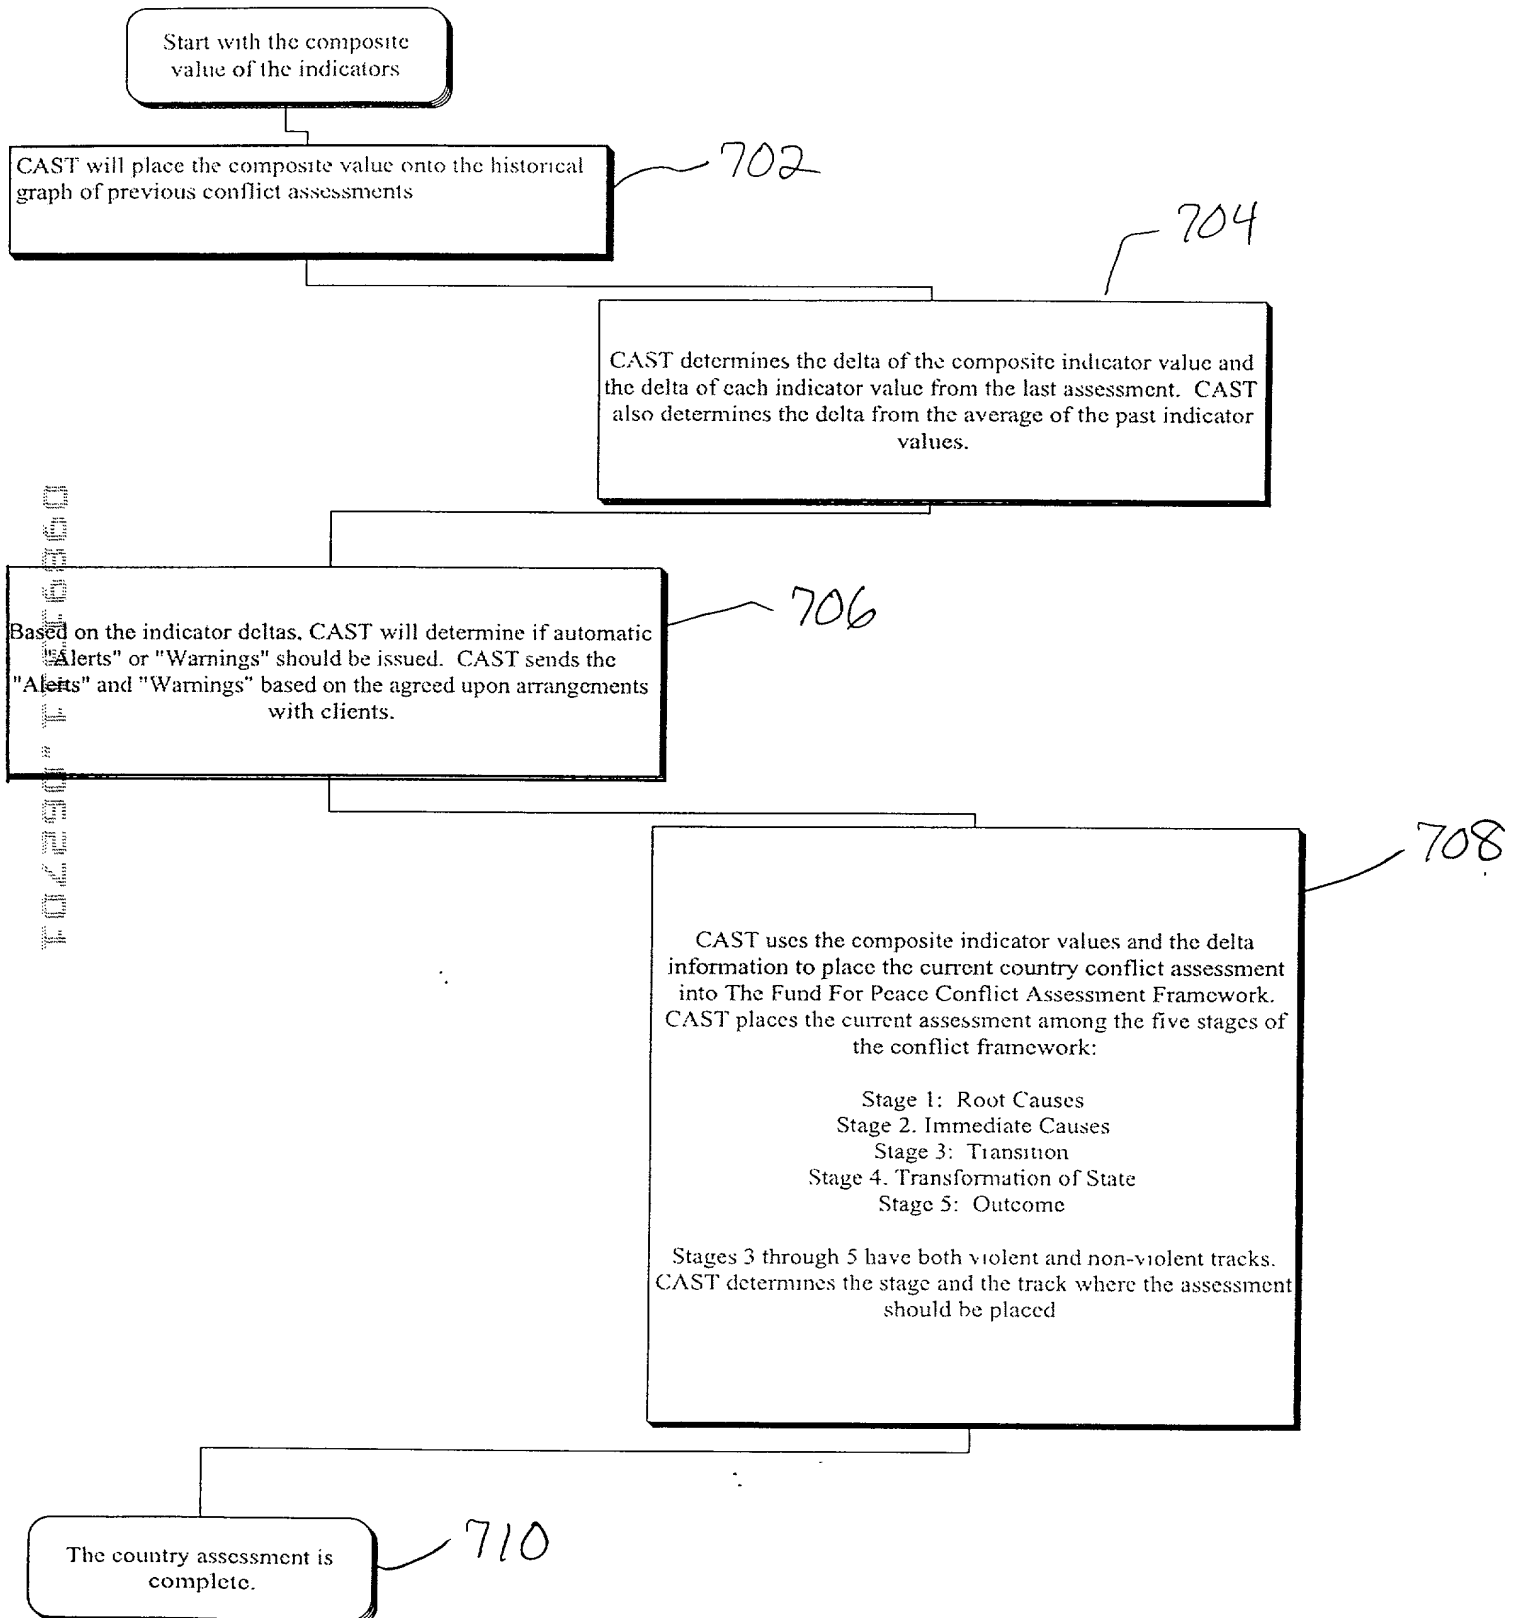 Start with the composite
value of the indicators
CAST will place the composite value onto the historical
graph of previous conflict assessments
702
704
CAST determines the delta of the composite indicator value and
the delta of each indicator value from the last assessment. CAST
also determines the delta from the average of the past indicator
values.
Based on the indicator deltas, CAST will determine if automatic
"Alerts" or "Warnings" should be issued. CAST sends the
"Alerts" and "Warnings" based on the agreed upon arrangements
with clients.
706
708
CAST uses the composite indicator values and the delta
information to place the current country conflict assessment
into The Fund For Peace Conflict Assessment Framework.
CAST places the current assessment among the five stages of
the conflict framework:
Stage 1: Root Causes
Stage 2. Immediate Causes
Stage 3: Transition
Stage 4. Transformation of State
Stage 5: Outcome
Stages 3 through 5 have both violent and non-violent tracks.
CAST determines the stage and the track where the assessment
should be placed
The country assessment is
complete.
710